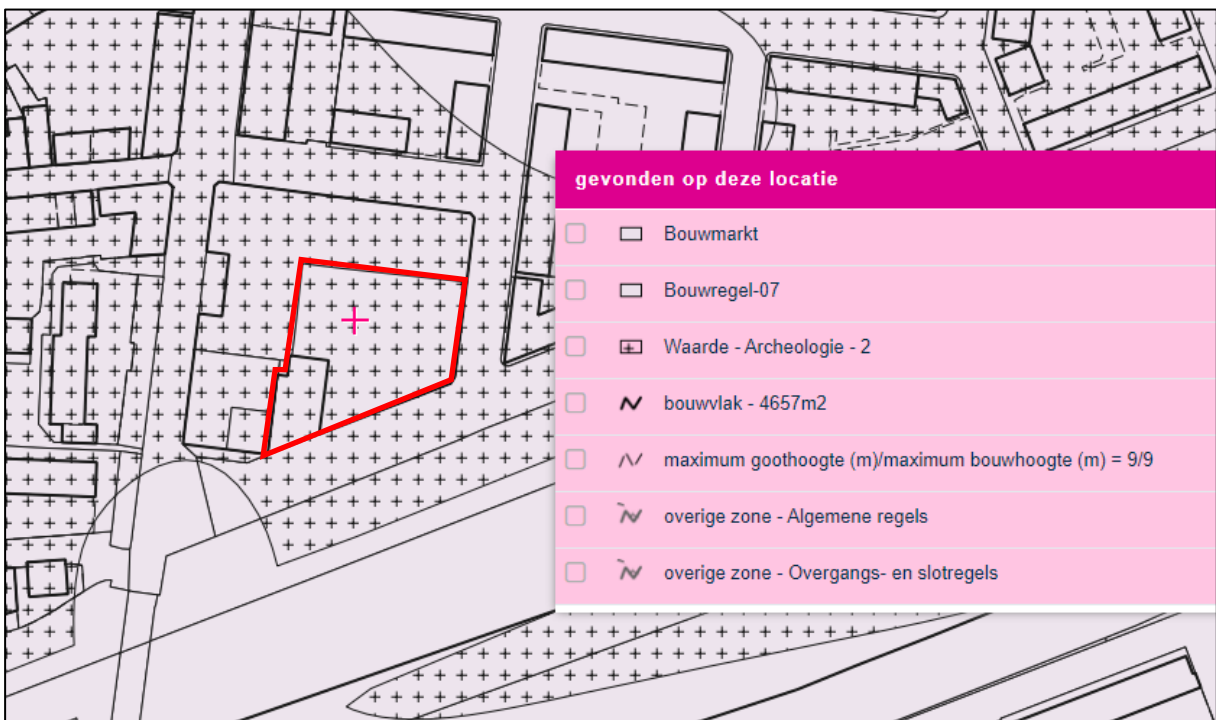 gevonden op deze locatie
Bouwmarkt
Bouwregel-07
Waarde - Archeologie - 2
bouwvlak - 4657m2
maximum goothoogte (m)/maximum bouwhoogte (m) = 9/9
overige zone - Algemene regels
overige zone - Overgangs- en slotregels